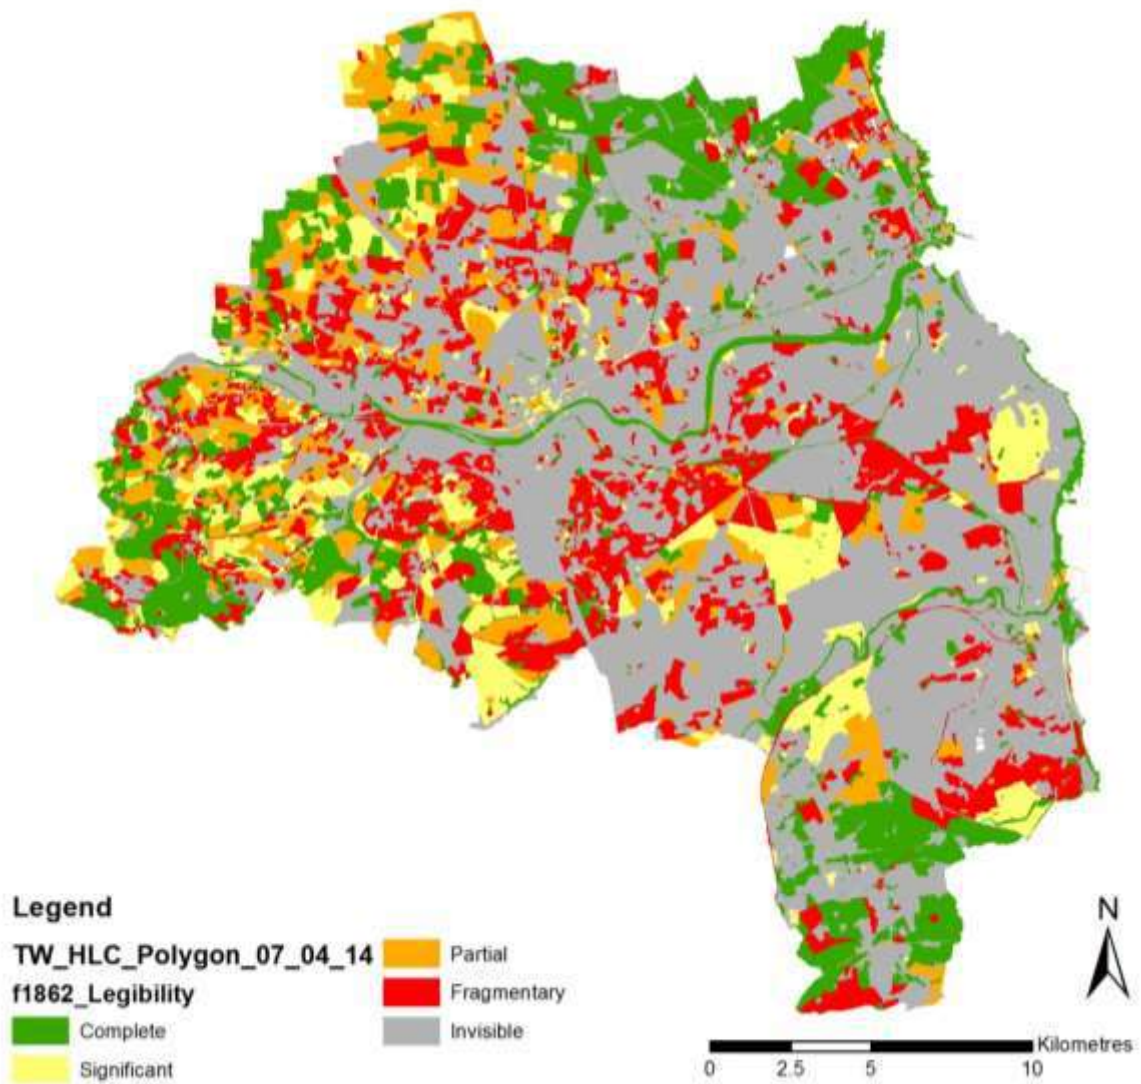 Legend
TW_HLC_Polygon_07_04_14
f1862_Legibility
Complete
Significant
Partial
Fragmentary
Invisible
N
Kilometres
0 2.5 5 10